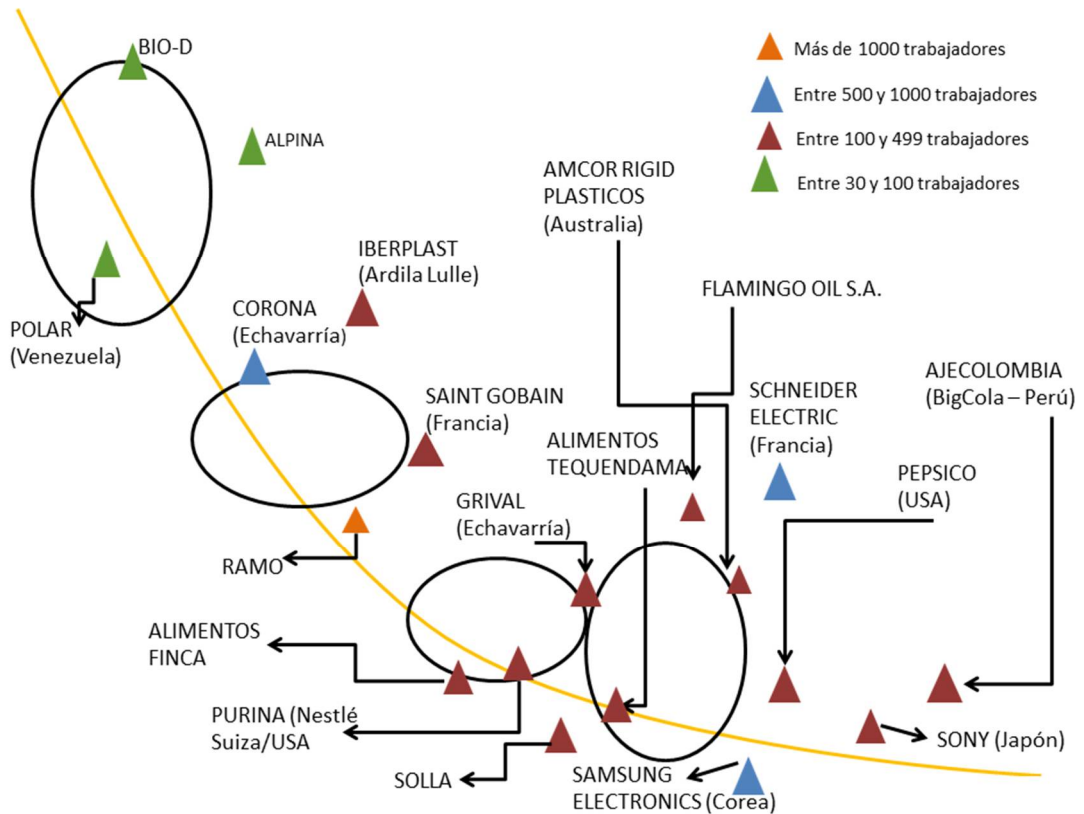 BIO-D
Más de 1000 trabajadores
Entre 500 y 1000 trabajadores
ALPINA
Entre 100 y 499 trabajadores
AMCOR RIGID
PLASTICOS
(Australia)
Entre 30 y 100 trabajadores
IBERPLAST
(Ardila Lulle)
FLAMINGO OIL S.A.
POLAR
(Venezuela)
CORONA
(Echavarría)
AJECOLOMBIA
(BigCola – Perú)
SCHNEIDER
ELECTRIC
(Francia)
SAINT GOBAIN
(Francia)
ALIMENTOS
TEQUENDAMA
PEPSICO
(USA)
GRIVAL
(Echavarría)
RAMO
ALIMENTOS
FINCA
PURINA (Nestlé
Suiza/USA
SONY (Japón)
SOLLA
SAMSUNG
ELECTRONICS (Corea)